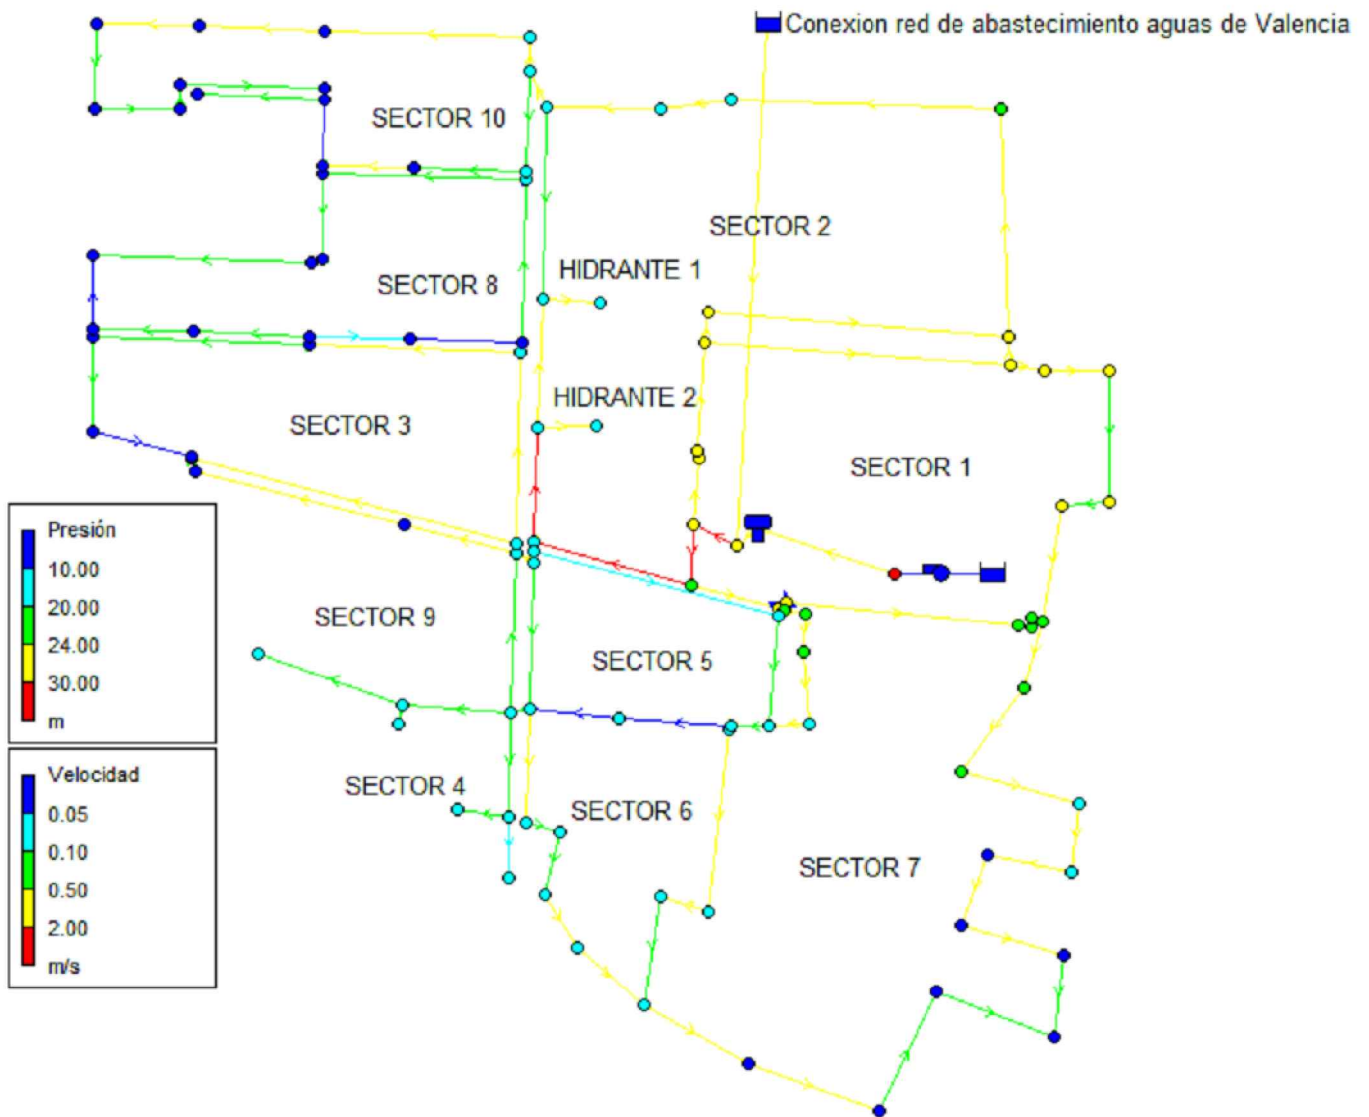 Conexion red de abastecimiento aguas de Valencia
SECTOR 10
SECTOR 2
HIDRANTE 1
SECTOR 8
HIDRANTE 2
SECTOR 3
SECTOR 1
Presión
10.00
20.00
24.00
30.00
m
SECTOR 9
SECTOR 5
Velocidad
0.05
0.10
0.50
2.00
m/s
SECTOR 4
SECTOR 6
SECTOR 7